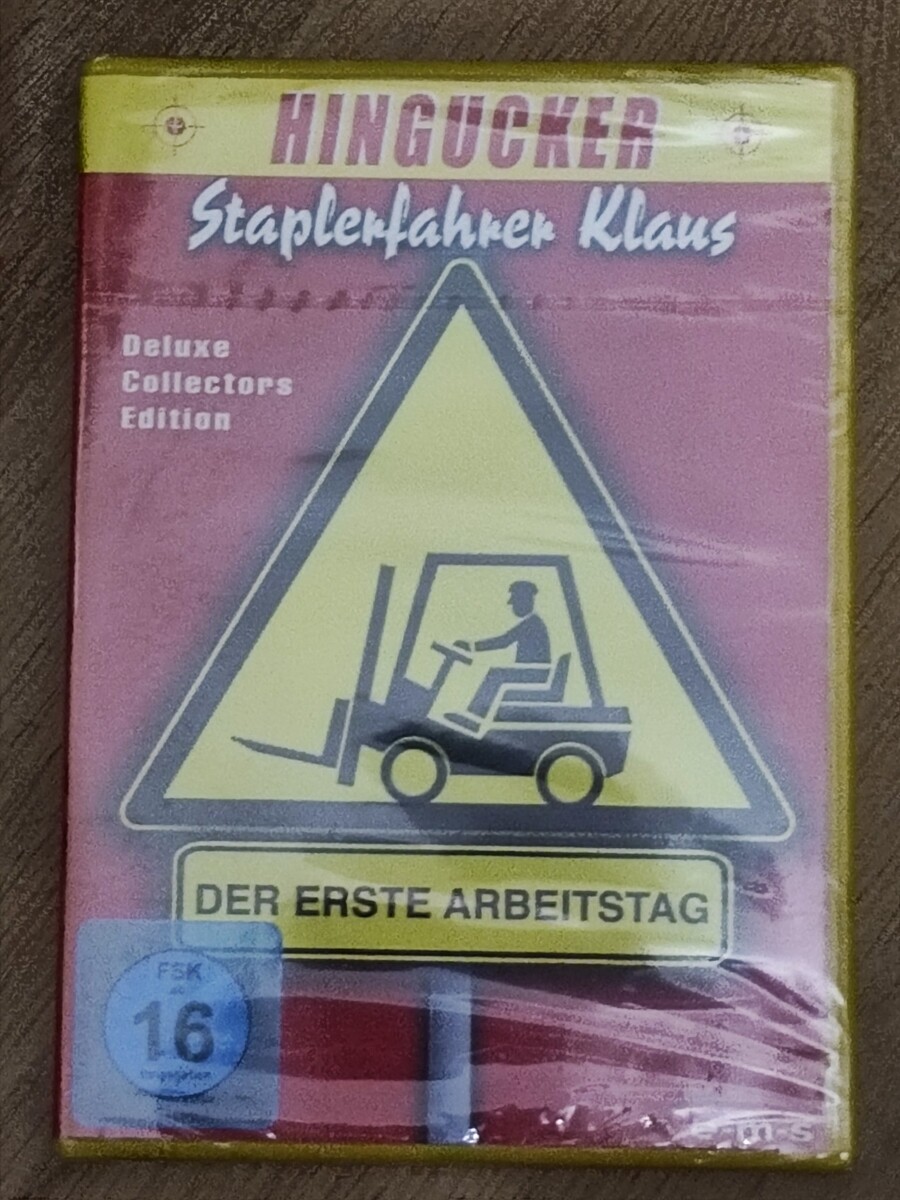 HINGUCKER
Staplerfahrer Klaus
Deluxe
Collectors
Edition
DER ERSTE ARBEITSTAG
FSK
16
e-m-s